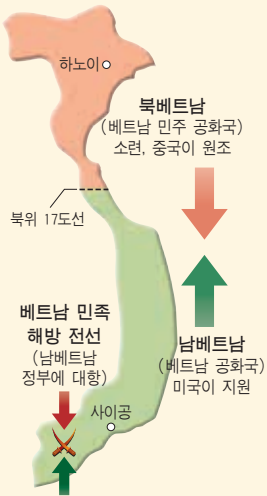 하노이
북베트남
(베트남 민주 공화국)
소련, 중국이 원조
북위 17도선
베트남 민족
해방 전선
(남베트남
정부에 대항)
남베트남
(베트남 공화국)
미국이 지원
사이공